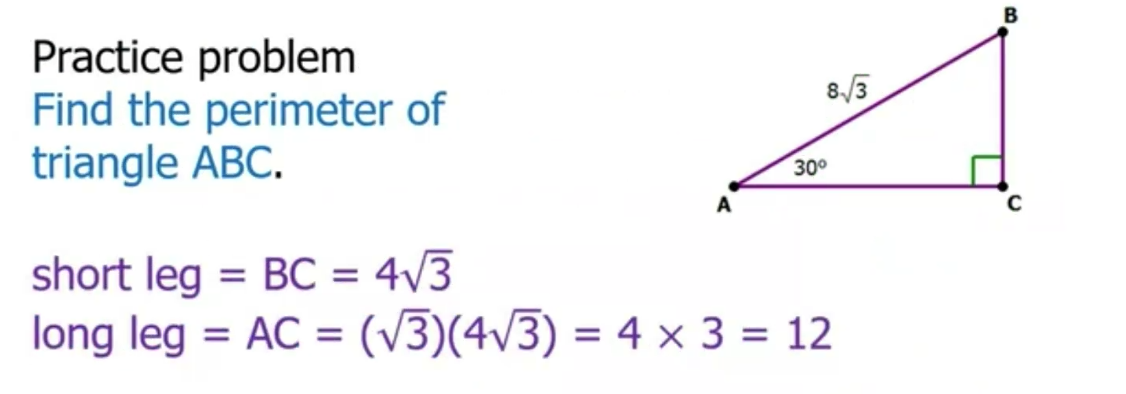 Practice problem
Find the perimeter of
triangle ABC.
B
8√3
30°
A
C
short leg = BC = 4√3
long leg = AC = (√3)(4√3) = 4 × 3 = 12